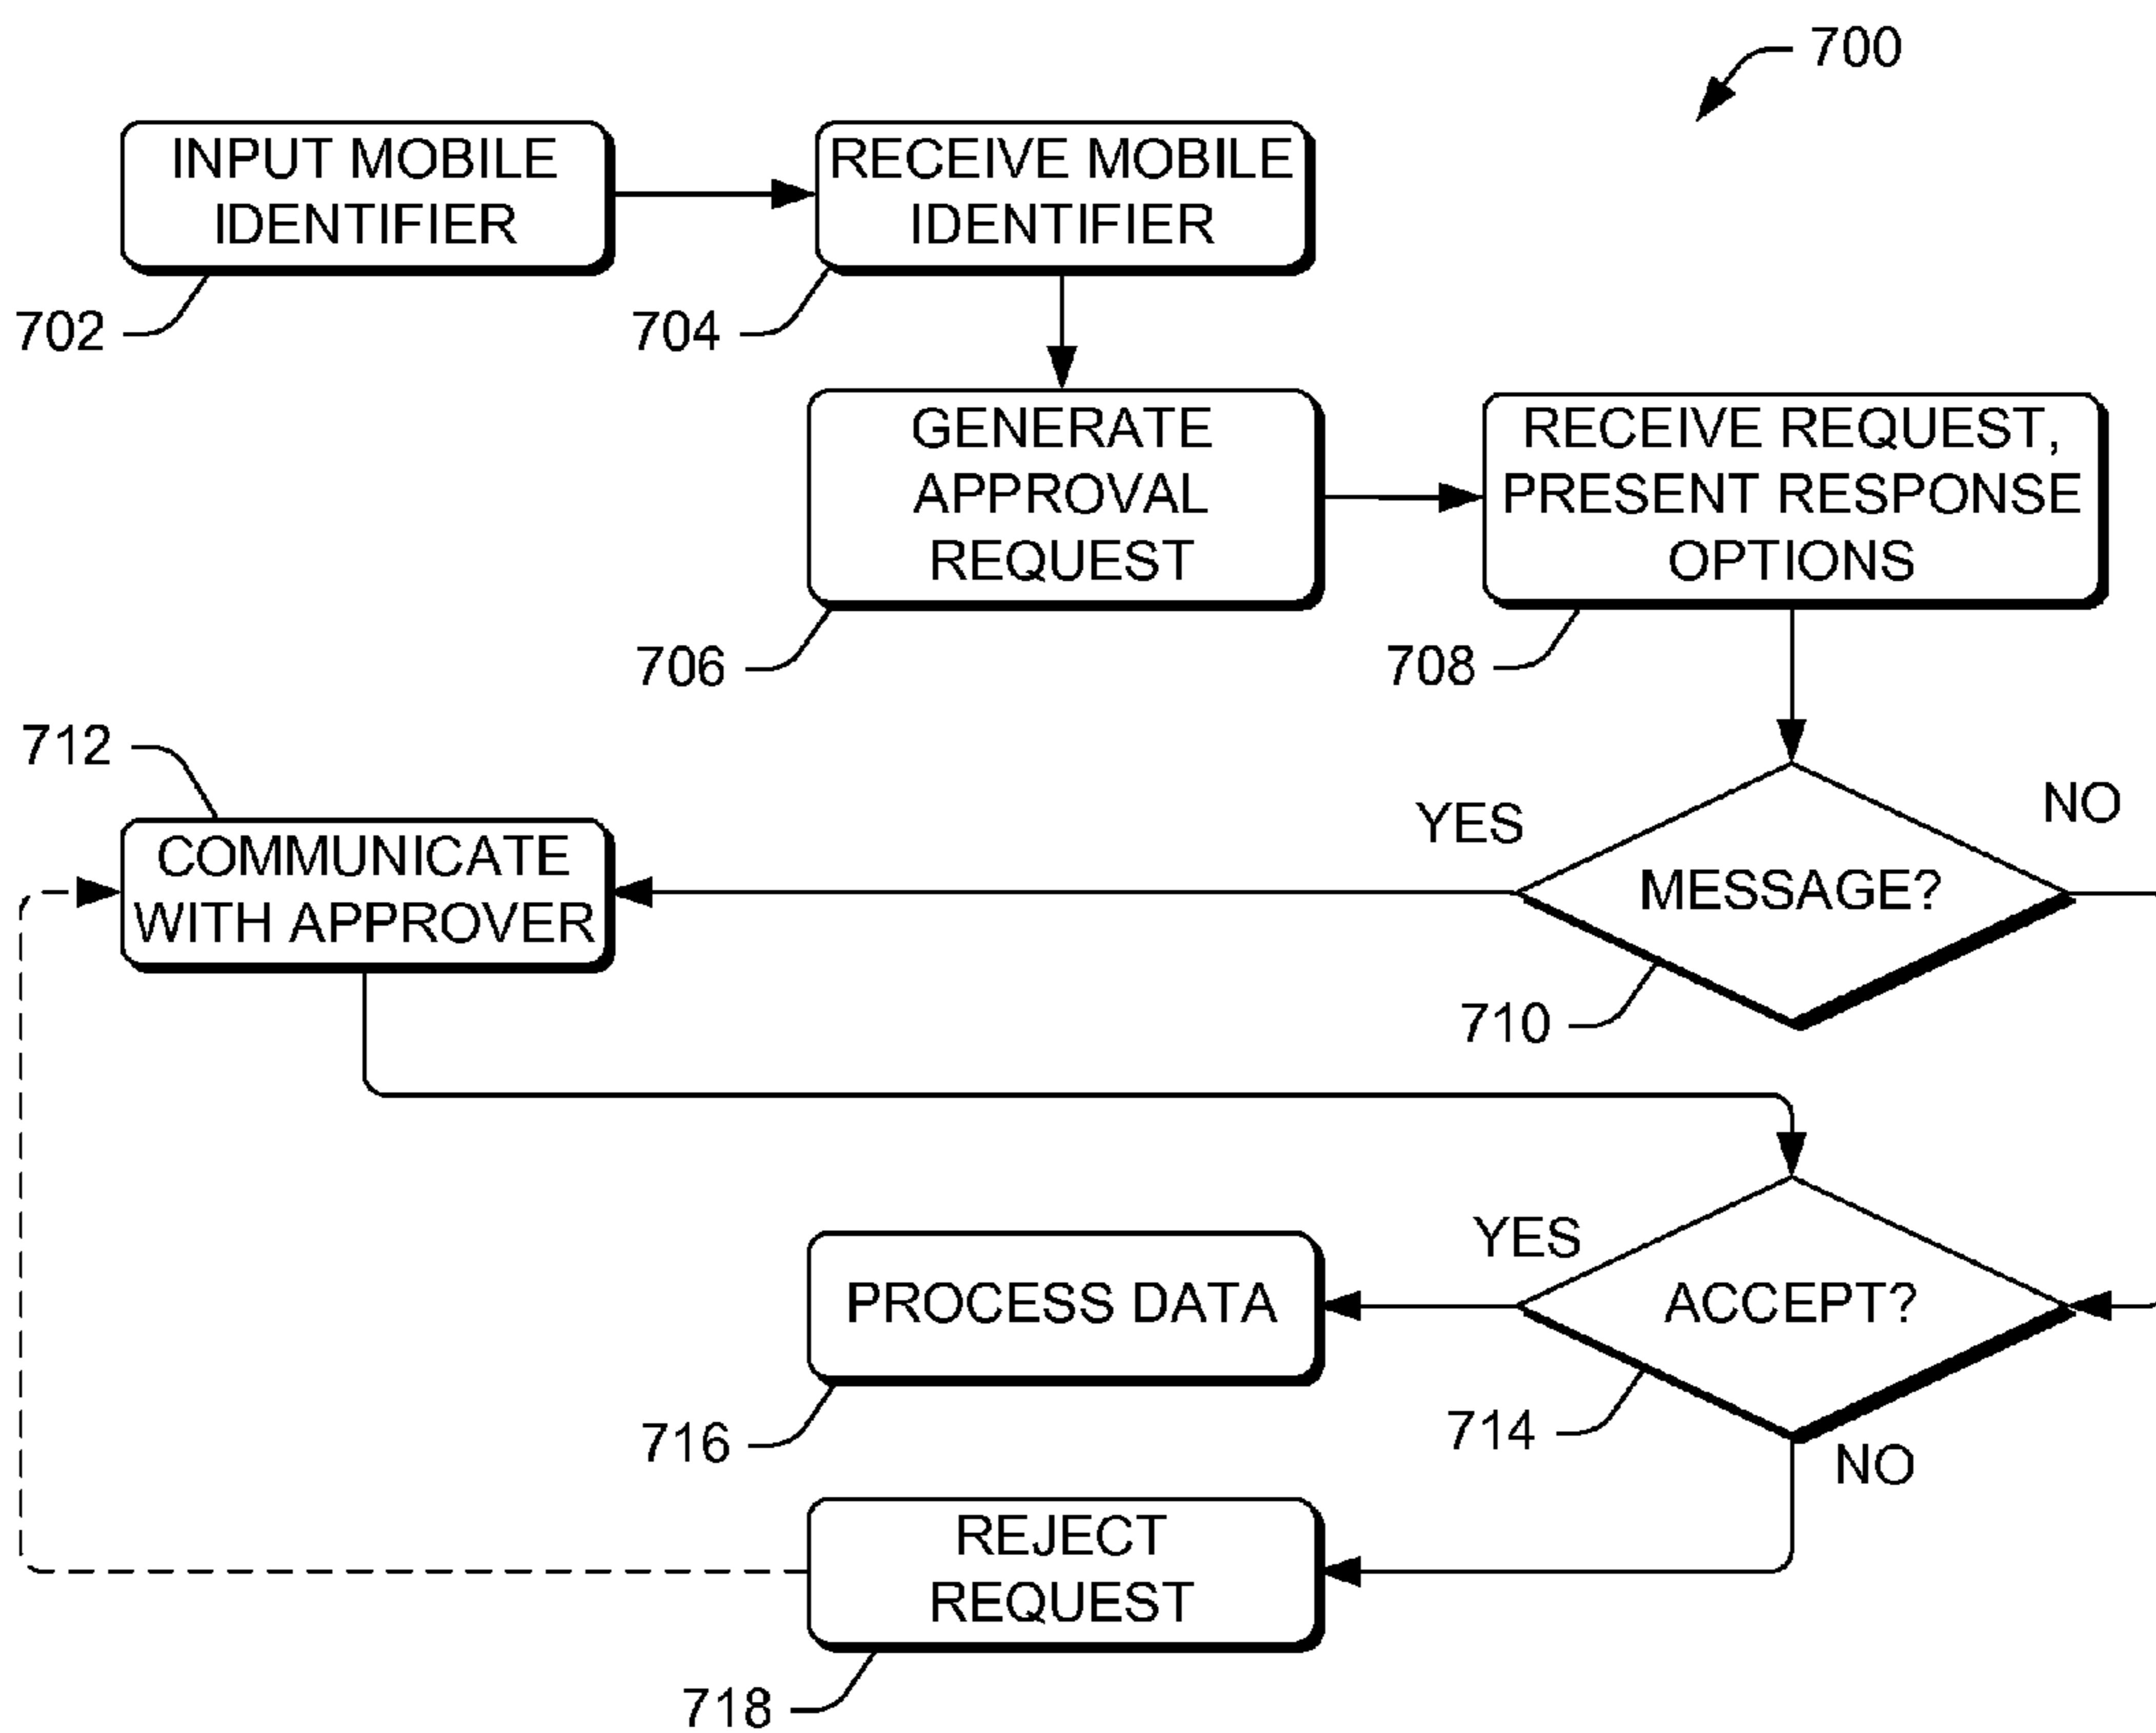 700
INPUT MOBILE
IDENTIFIER
702
RECEIVE MOBILE
IDENTIFIER
704
GENERATE
APPROVAL
REQUEST
706
RECEIVE REQUEST,
PRESENT RESPONSE
OPTIONS
708
712
COMMUNICATE
WITH APPROVER
YES
MESSAGE?
NO
710
YES
ACCEPT?
714
NO
PROCESS DATA
716
REJECT
REQUEST
718